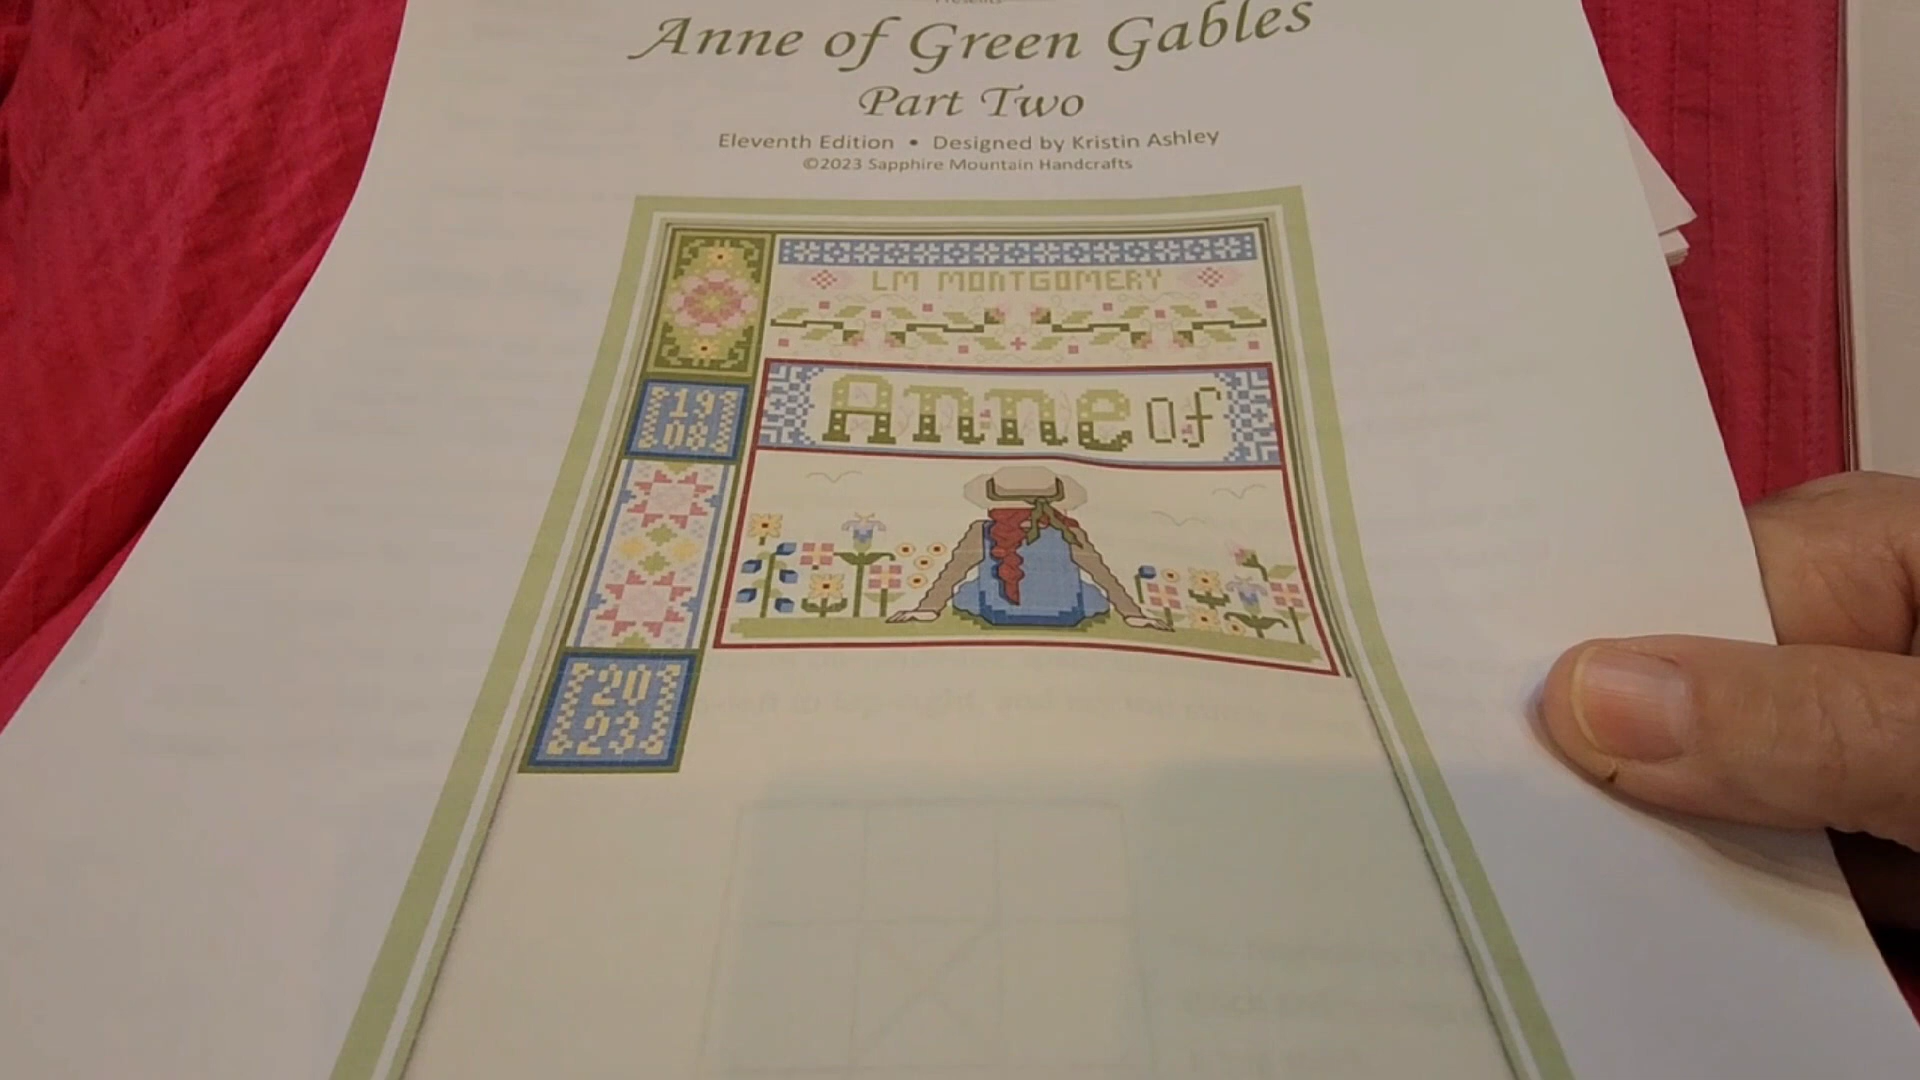 Presents
Anne of Green Gables
Part Two
Eleventh Edition • Designed by Kristin Ashley
©2023 Sapphire Mountain Handcrafts
LM MONTGOMERY
19
08
Anne of
20
23